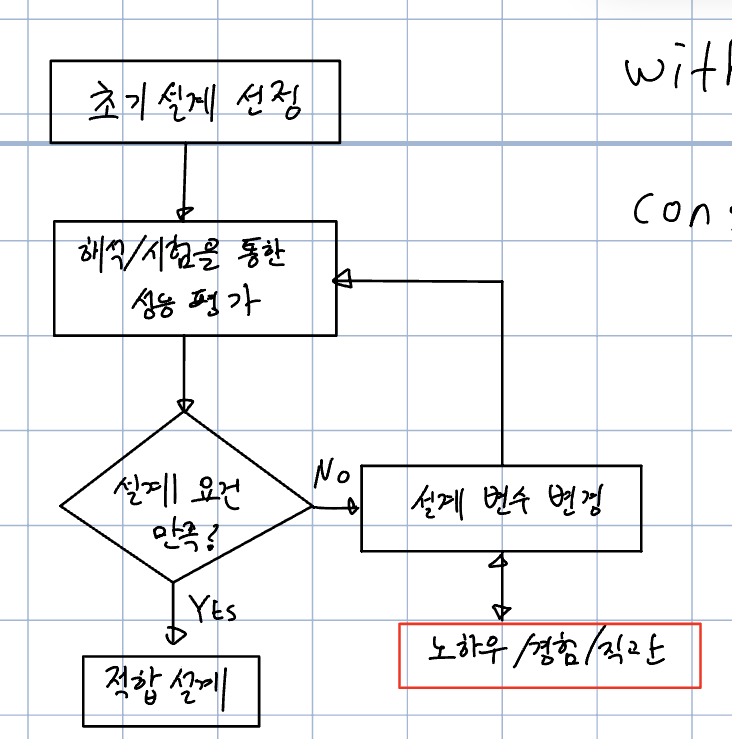 초기 설계 선정
해석/시험을 통한
성능 평가
설계 요건
만족?
No
설계 변수 변경
YES
노하우/경험/직관
적합 설계
with
con